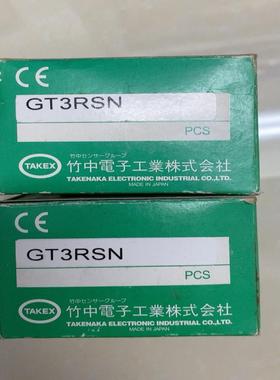 CE
GT3RSN
PCS
竹中センサーグループ
TAKEX 竹中電子工業株式会社
TAKENAKA ELECTRONIC INDUSTRIAL CO.,LTD.
MADE IN JAPAN
CE
GT3RSN
PCS
竹中センサーグループ
TAKEX 竹中電子工業株式会社
TAKENAKA ELECTRONIC INDUSTRIAL CO.,LTD.
MADE IN JAPAN